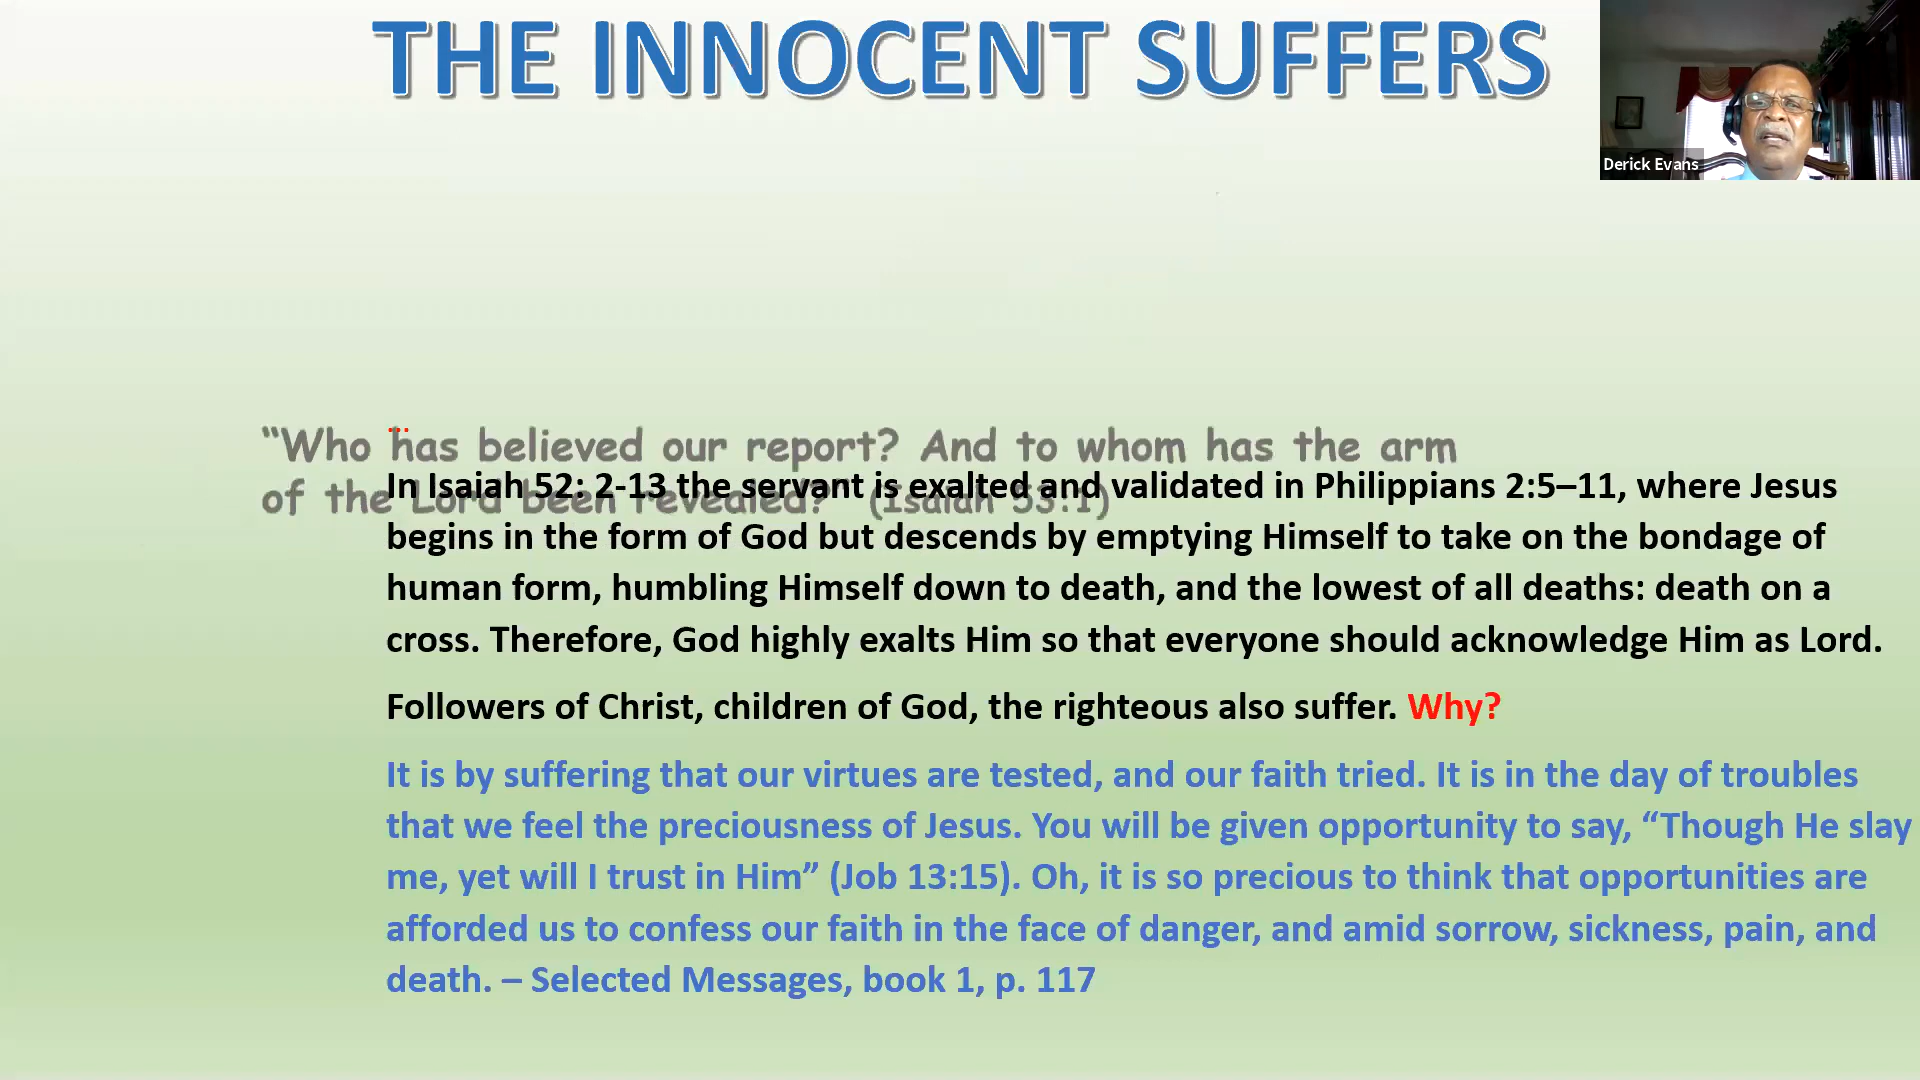 THE INNOCENT SUFFERS
Derick Evans
...
“Who has believed our report? And to whom has the arm
of the Lord been revealed?” (Isaiah 53:1)
In Isaiah 52: 2-13 the servant is exalted and validated in Philippians 2:5–11, where Jesus
begins in the form of God but descends by emptying Himself to take on the bondage of
human form, humbling Himself down to death, and the lowest of all deaths: death on a
cross. Therefore, God highly exalts Him so that everyone should acknowledge Him as Lord.
Followers of Christ, children of God, the righteous also suffer. Why?
It is by suffering that our virtues are tested, and our faith tried. It is in the day of troubles
that we feel the preciousness of Jesus. You will be given opportunity to say, “Though He slay
me, yet will I trust in Him” (Job 13:15). Oh, it is so precious to think that opportunities are
afforded us to confess our faith in the face of danger, and amid sorrow, sickness, pain, and
death. – Selected Messages, book 1, p. 117